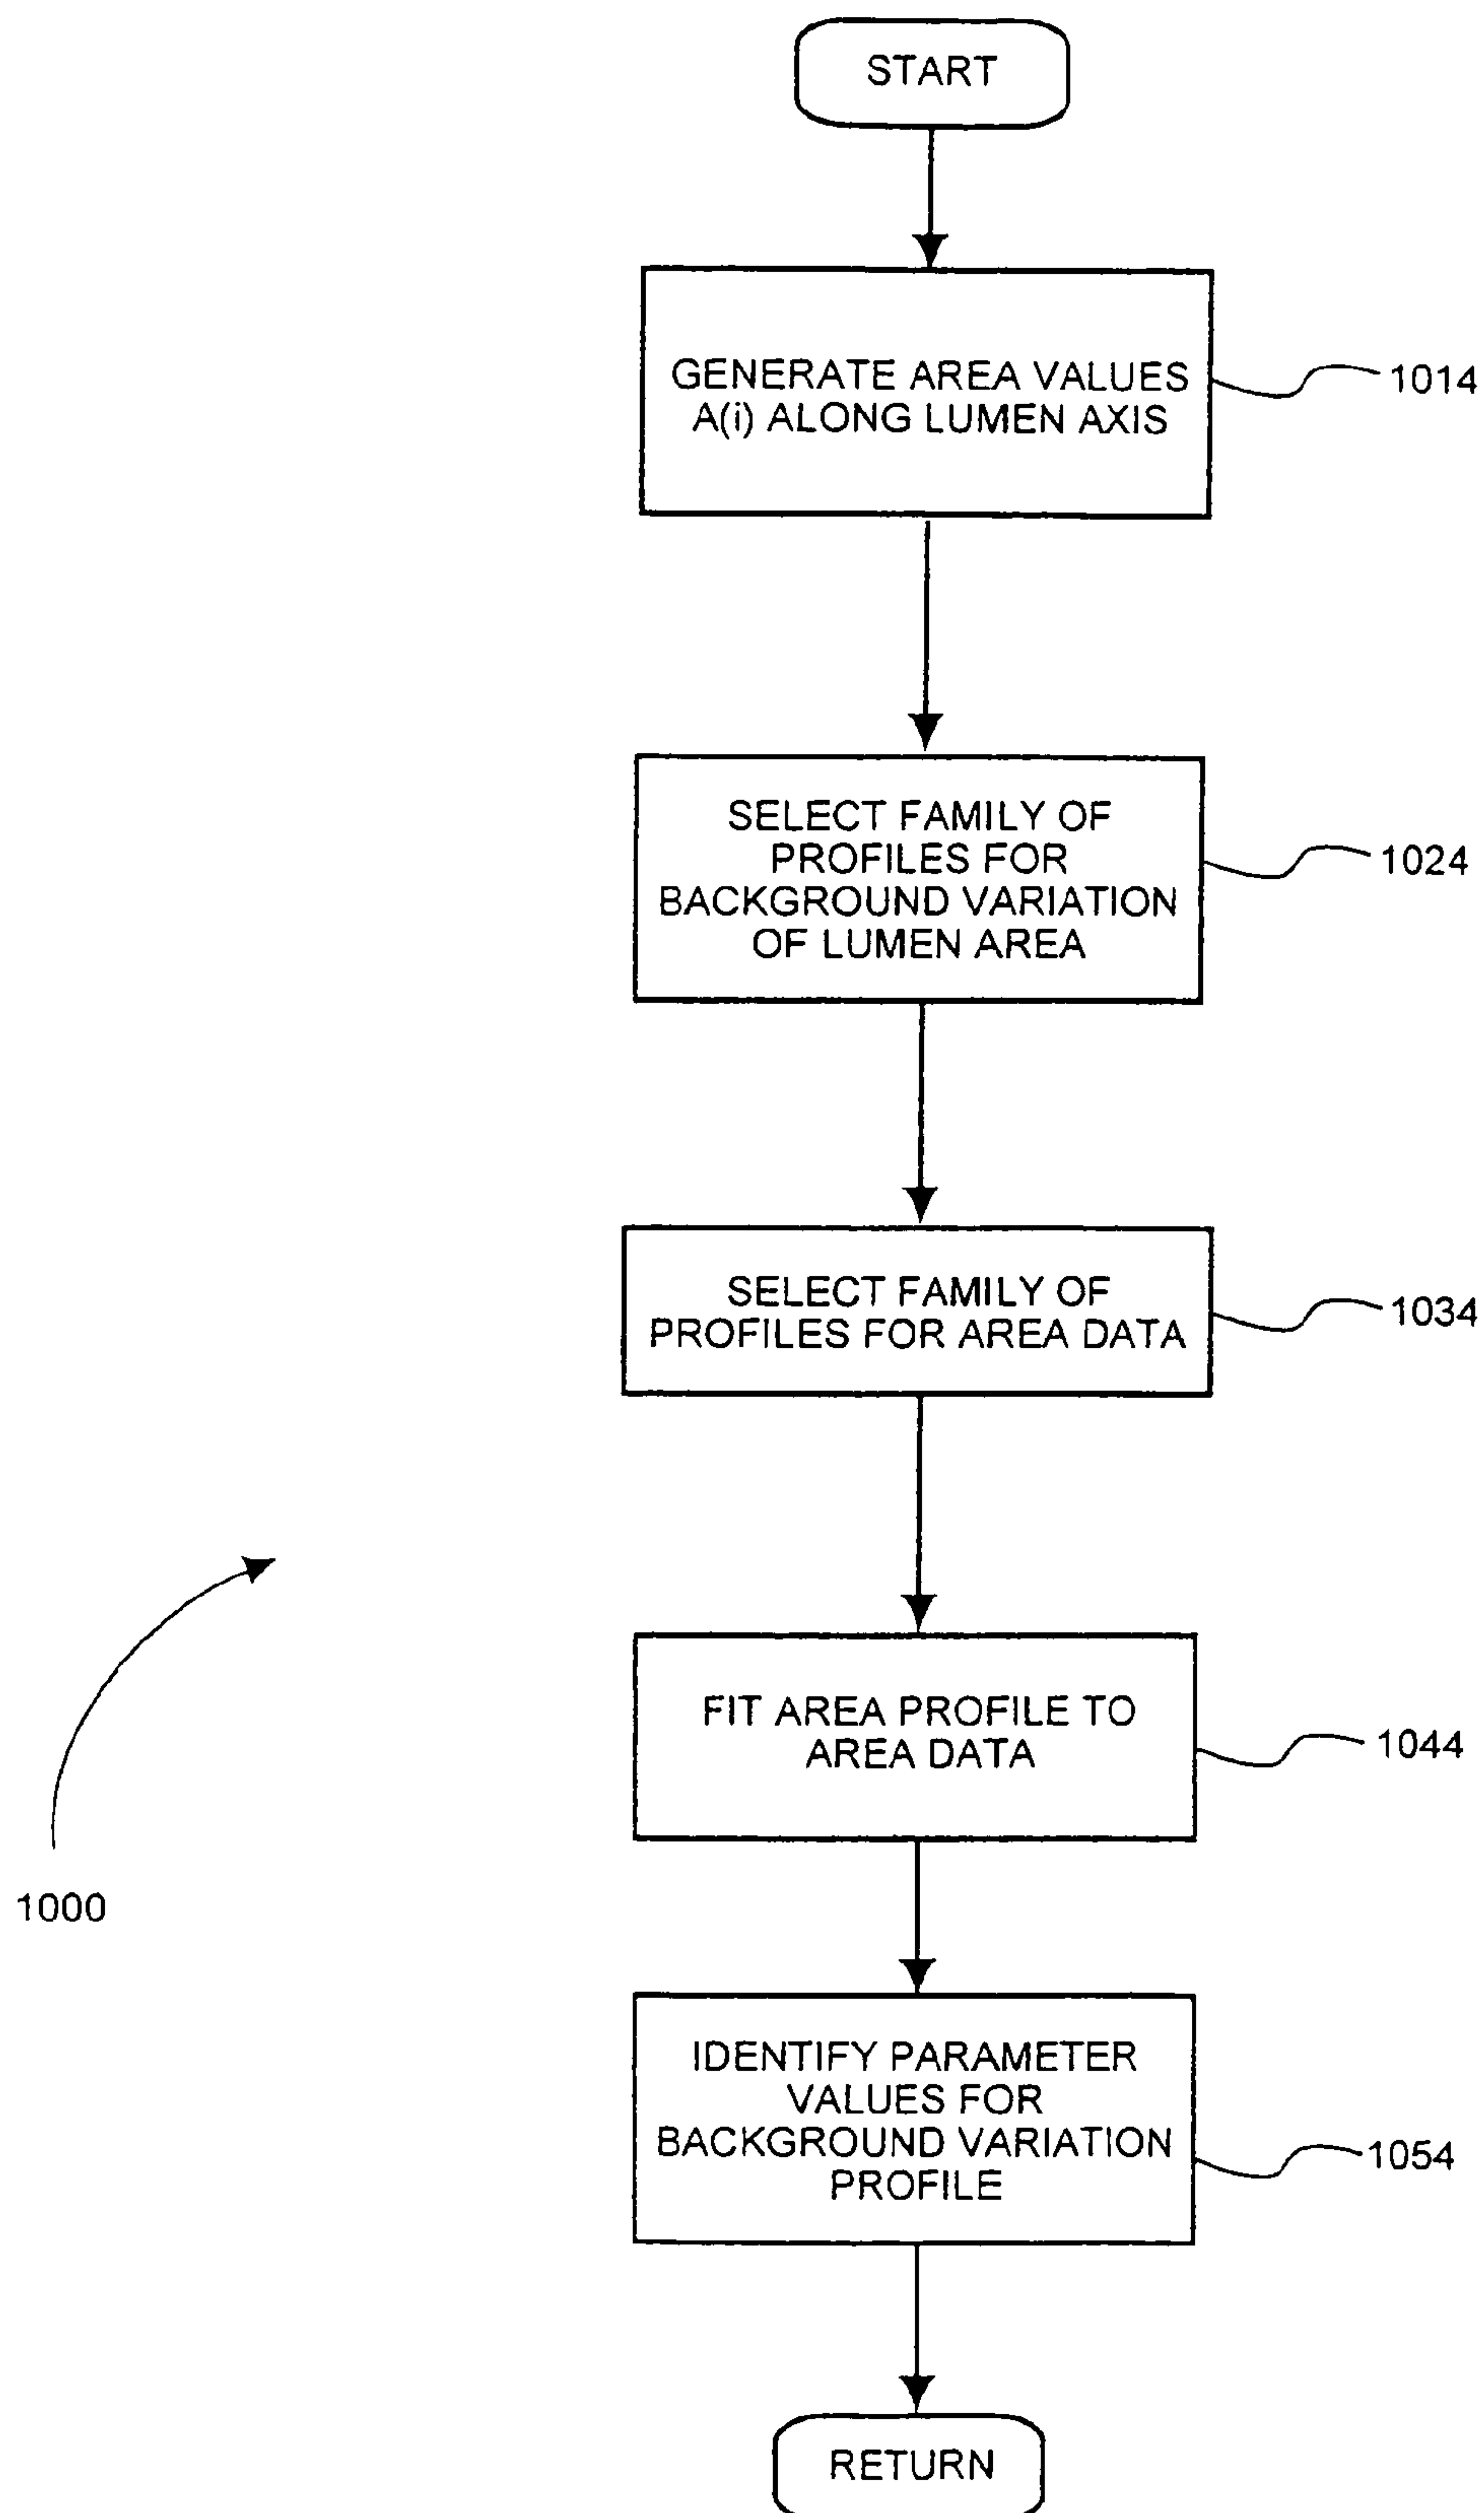 START
GENERATE AREA VALUES
A(i) ALONG LUMEN AXIS
1014
SELECT FAMILY OF
PROFILES FOR
BACKGROUND VARIATION
OF LUMEN AREA
1024
SELECT FAMILY OF
PROFILES FOR AREA DATA
1034
FIT AREA PROFILE TO
AREA DATA
1044
1000
IDENTIFY PARAMETER
VALUES FOR
BACKGROUND VARIATION
PROFILE
1054
RETURN